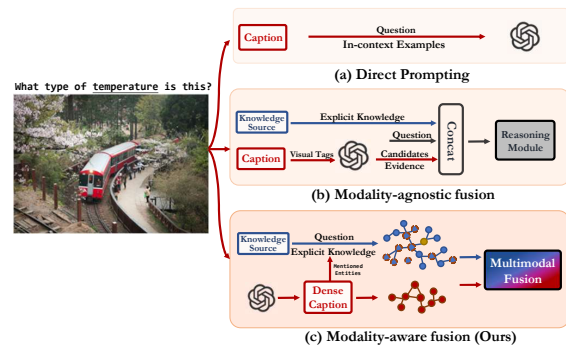 What type of temperature is this?
Caption
Question
In-context Examples
(a) Direct Prompting
Knowledge
Source
Explicit Knowledge
Question
Caption
Visual Tags
Candidates
Evidence
Concat
Reasoning
Module
(b) Modality-agnostic fusion
Knowledge
Source
Question
Explicit Knowledge
Mentioned
Entities
Dense
Caption
Multimodal
Fusion
(c) Modality-aware fusion (Ours)